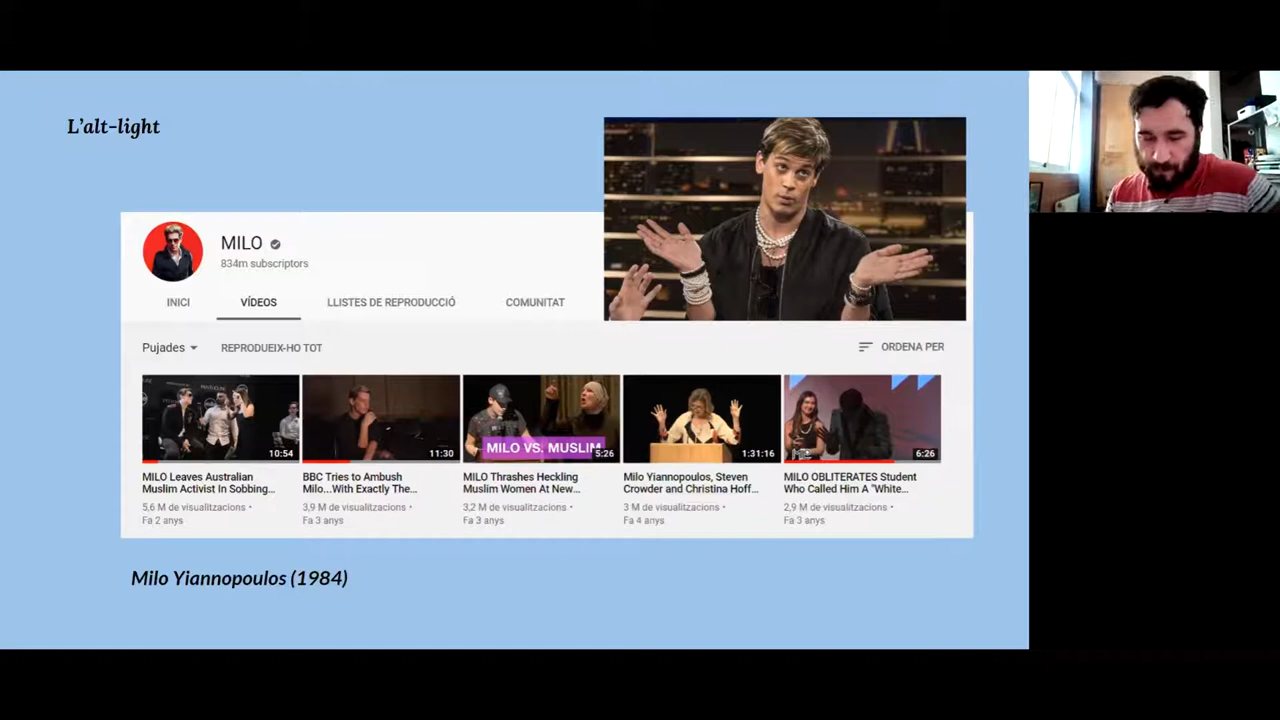 L'alt-light
MILO
834m subscriptors
INICI VÍDEOS LLISTES DE REPRODUCCIÓ COMUNITAT
Pujades REPRODUEIX-HO TOT ORDENA PER
10:54 11:30 MILO VS. MUSLIM 5:26 1:31:16 6:26
MILO Leaves Australian
Muslim Activist In Sobbing...
5,6 M de visualitzacions •
Fa 2 anys
BBC Tries to Ambush
Milo...With Exactly The...
3,9 M de visualitzacions •
Fa 3 anys
MILO Thrashes Heckling
Muslim Women At New...
3,2 M de visualitzacions •
Fa 3 anys
Milo Yiannopoulos, Steven
Crowder and Christina Hoff...
3 M de visualitzacions •
Fa 4 anys
MILO OBLITERATES Student
Who Called Him A "White...
2,9 M de visualitzacions •
Fa 3 anys
Milo Yiannopoulos (1984)